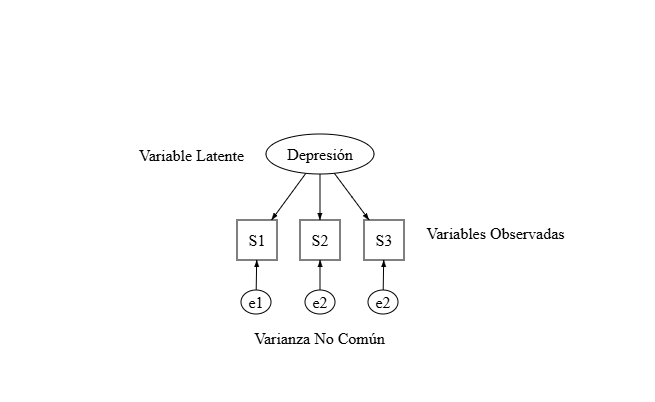 Variable Latente
Depresión
S1
S2
S3
Variables Observadas
e1
e2
e2
Varianza No Común